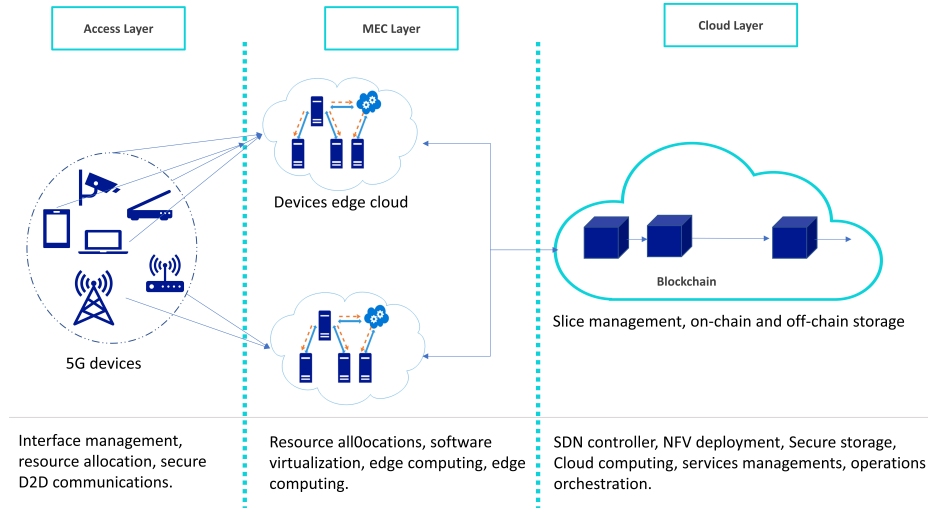 Access Layer
MEC Layer
Cloud Layer
Devices edge cloud
Blockchain
Slice management, on-chain and off-chain storage
5G devices
Interface management,
resource allocation, secure
D2D communications.
Resource all0ocations, software
virtualization, edge computing, edge
computing.
SDN controller, NFV deployment, Secure storage,
Cloud computing, services managements, operations
orchestration.